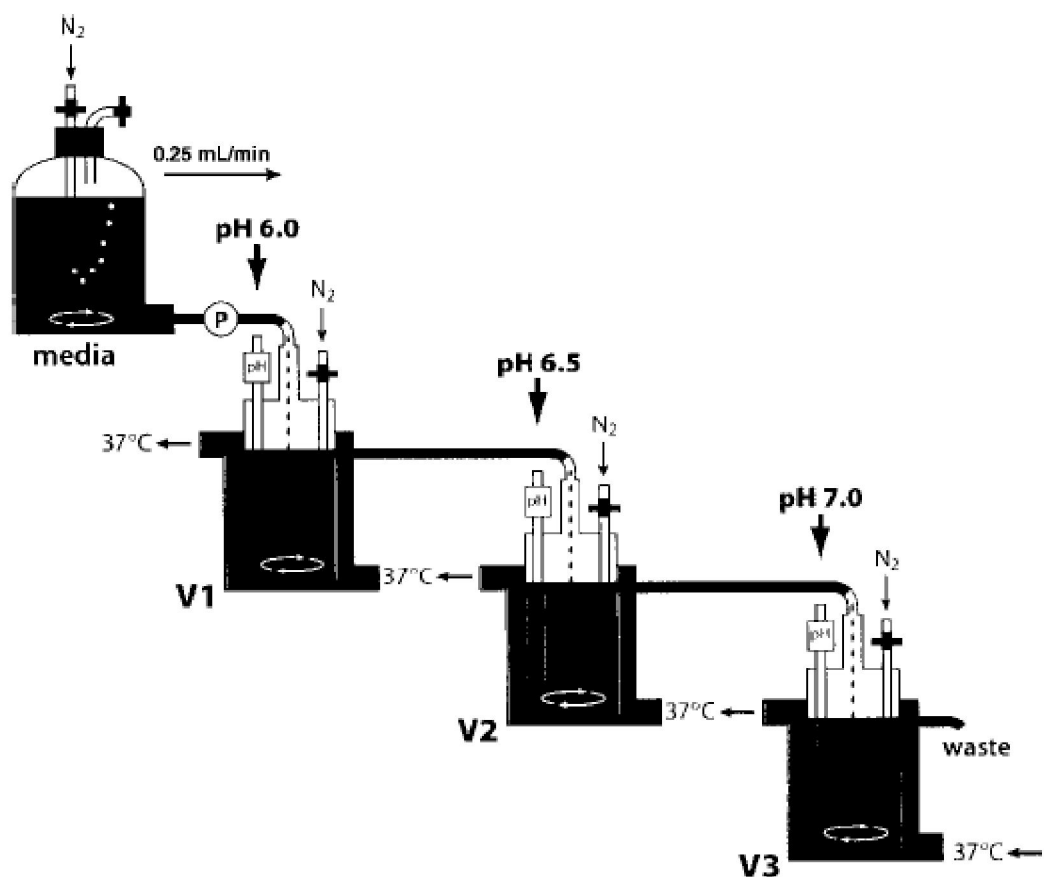 N₂
0.25 mL/min
pH 6.0
N₂
P
media
pH
pH 6.5
37°C
N₂
pH
pH 7.0
V1
37°C
N₂
pH
V2
37°C
waste
V3
37°C